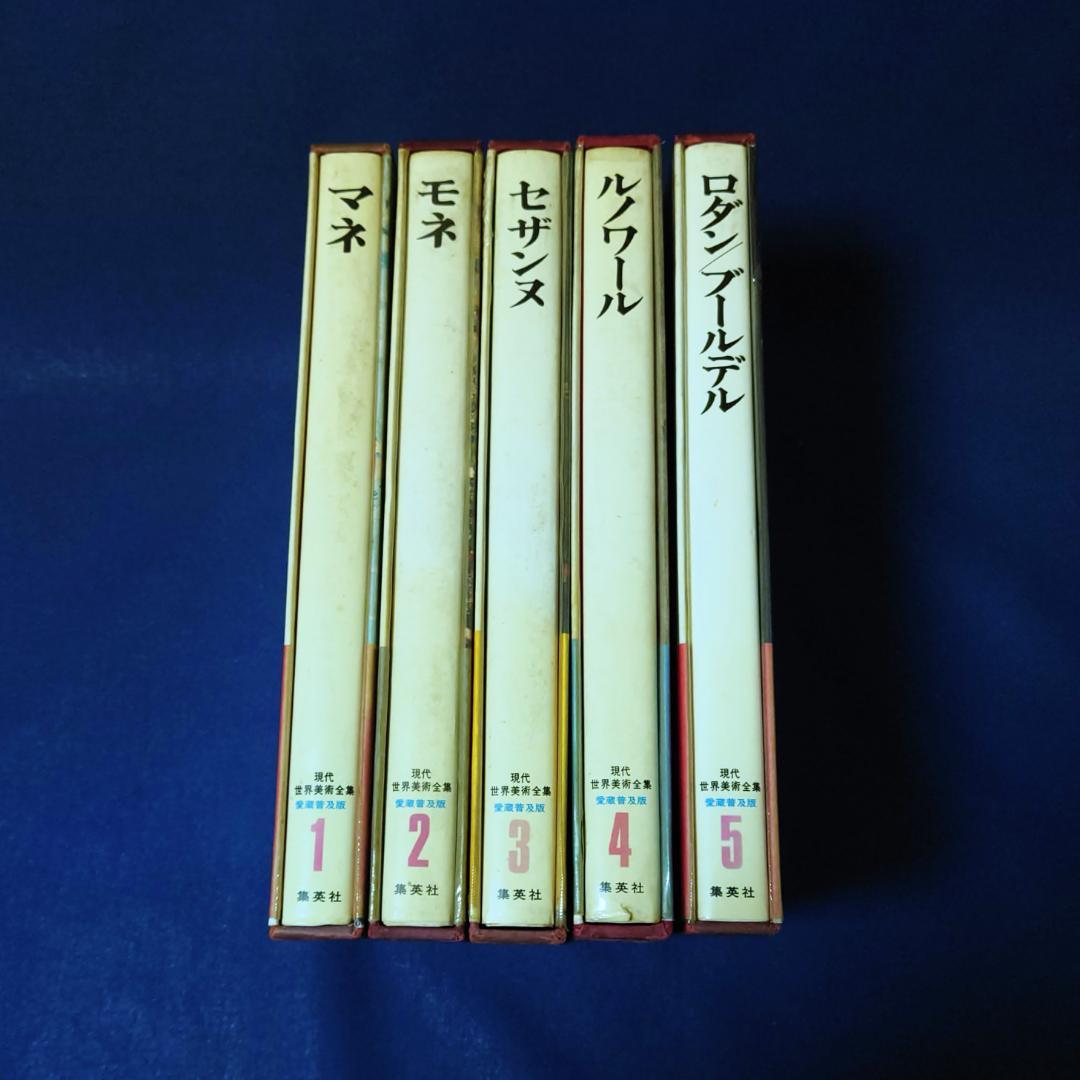 マネ
現代
世界美術全集
愛蔵普及版
1
集英社
モネ
現代
世界美術全集
愛蔵普及版
2
集英社
セザンヌ
現代
世界美術全集
愛蔵普及版
3
集英社
ルノワール
現代
世界美術全集
愛蔵普及版
4
集英社
ロダン/ブールデル
現代
世界美術全集
愛蔵普及版
5
集英社